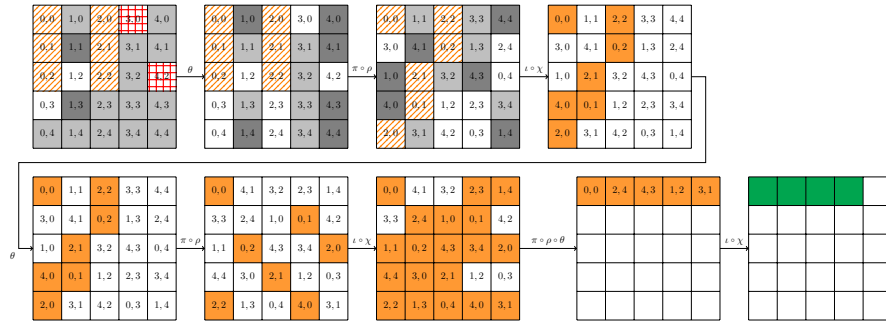 0,0 1,0 2,0 3,0 4,0 0,0 1,0 2,0 3,0 4,0 0,0 1,1 2,2 3,3 4,4 0,0 1,1 2,2 3,3 4,4
0,1 1,1 2,1 3,1 4,1 0,1 1,1 2,1 3,1 4,1 3,0 4,1 0,2 1,3 2,4 3,0 4,1 0,2 1,3 2,4
θ π∘ρ ι∘χ
0,2 1,2 2,2 3,2 4,2 0,2 1,2 2,2 3,2 4,2 1,0 2,1 3,2 4,3 0,4 1,0 2,1 3,2 4,3 0,4
0,3 1,3 2,3 3,3 4,3 0,3 1,3 2,3 3,3 4,3 4,0 0,1 1,2 2,3 3,4 4,0 0,1 1,2 2,3 3,4
0,4 1,4 2,4 3,4 4,4 0,4 1,4 2,4 3,4 4,4 2,0 3,1 4,2 0,3 1,4 2,0 3,1 4,2 0,3 1,4
0,0 1,1 2,2 3,3 4,4 0,0 4,1 3,2 2,3 1,4 0,0 4,1 3,2 2,3 1,4 0,0 2,4 4,3 1,2 3,1
3,0 4,1 0,2 1,3 2,4 3,3 2,4 1,0 0,1 4,2 3,3 2,4 1,0 0,1 4,2
θ π∘ρ ι∘χ π∘ρ∘θ ι∘χ
1,0 2,1 3,2 4,3 0,4 1,1 0,2 4,3 3,4 2,0 1,1 0,2 4,3 3,4 2,0
4,0 0,1 1,2 2,3 3,4 4,4 3,0 2,1 1,2 0,3 4,4 3,0 2,1 1,2 0,3
2,0 3,1 4,2 0,3 1,4 2,2 1,3 0,4 4,0 3,1 2,2 1,3 0,4 4,0 3,1